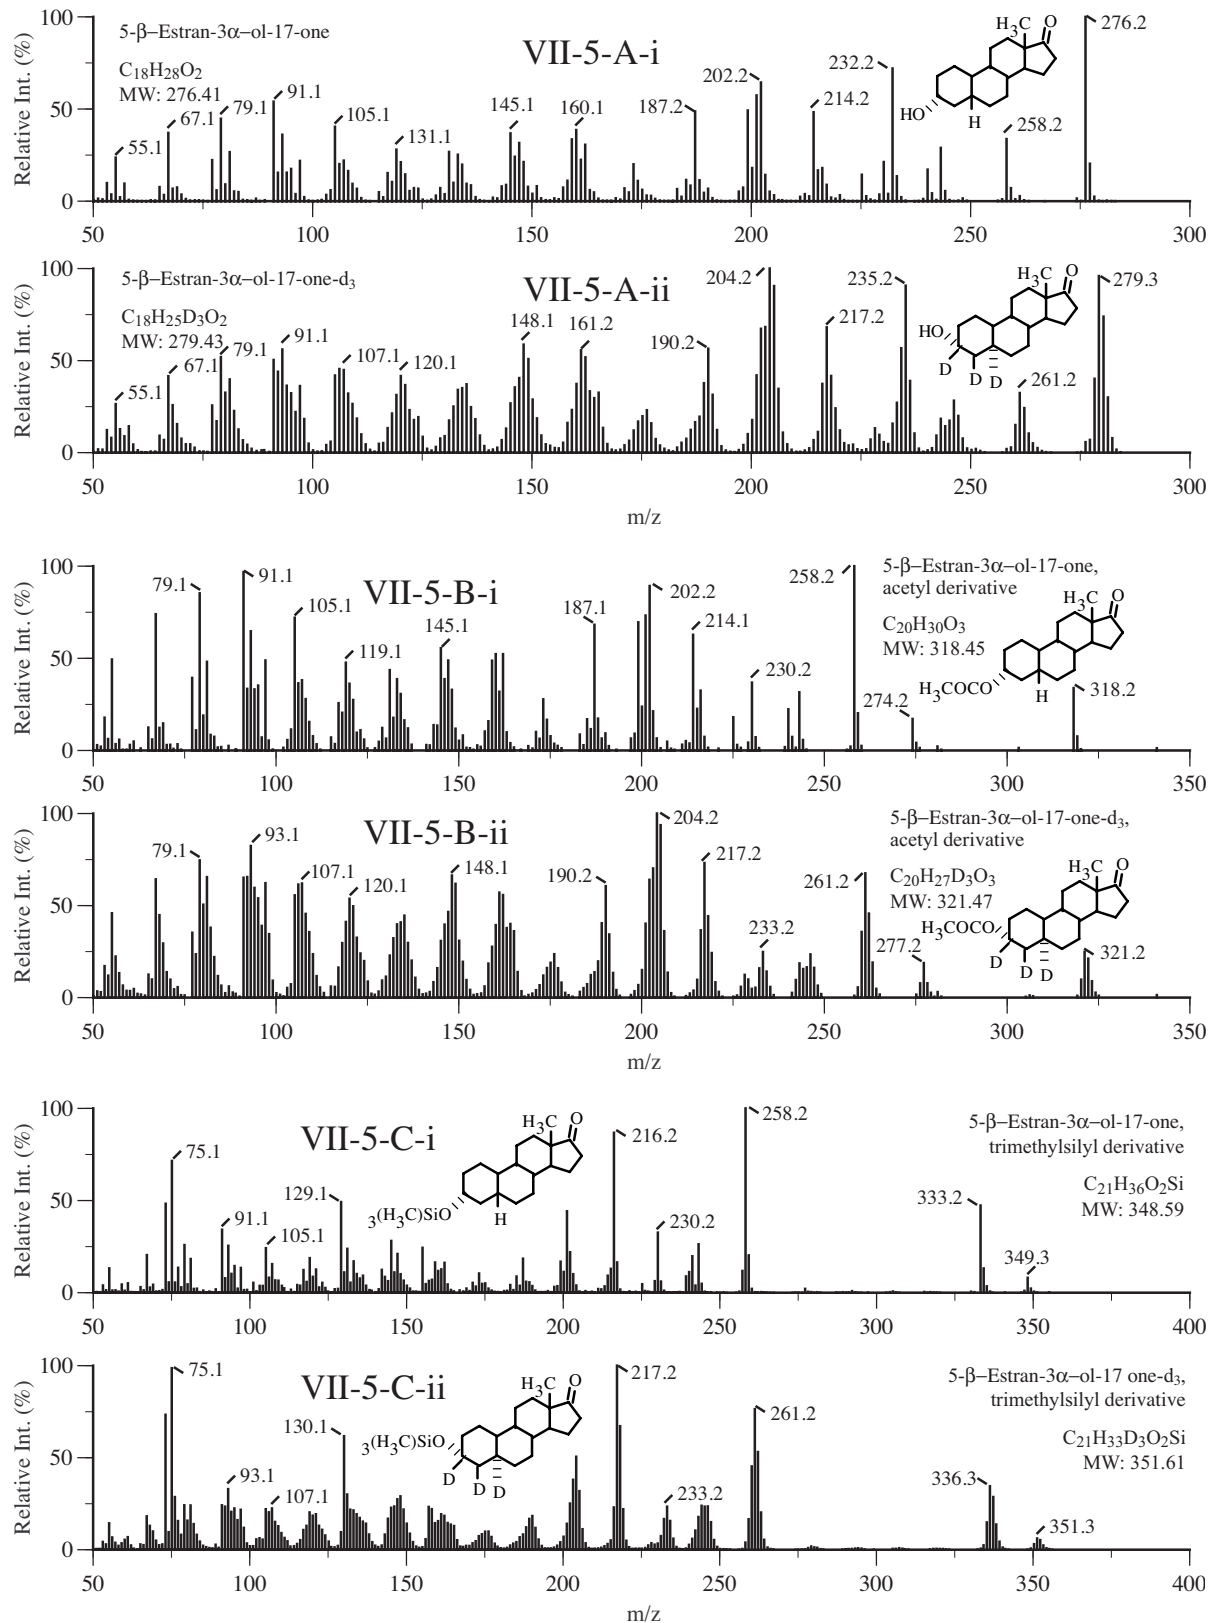 100
50
0
Relative Int. (%)
5-β–Estran-3α–ol-17-one
C18H28O2
MW: 276.41
VII-5-A-i
55.1
67.1
79.1
91.1
105.1
131.1
145.1
160.1
187.2
202.2
214.2
232.2
258.2
276.2
H3C
O
HO
H
50 100 150 200 250 300
100
50
0
Relative Int. (%)
5-β–Estran-3α–ol-17-one-d3
C18H25D3O2
MW: 279.43
VII-5-A-ii
55.1
67.1
79.1
91.1
107.1
120.1
148.1
161.2
190.2
204.2
217.2
235.2
261.2
279.3
H3C
O
HO
D
D
D
50 100 150 200 250 300
m/z
100
50
0
Relative Int. (%)
VII-5-B-i
79.1
91.1
105.1
119.1
145.1
187.1
202.2
214.1
230.2
258.2
274.2
318.2
5-β–Estran-3α–ol-17-one,
acetyl derivative
C20H30O3
MW: 318.45
H3C
O
H3COCO
H
50 100 150 200 250 300 350
100
50
0
Relative Int. (%)
VII-5-B-ii
79.1
93.1
107.1
120.1
148.1
190.2
204.2
217.2
233.2
261.2
277.2
321.2
5-β–Estran-3α–ol-17-one-d3,
acetyl derivative
C20H27D3O3
MW: 321.47
H3C
O
H3COCO
D
D
D
50 100 150 200 250 300 350
m/z
100
50
0
Relative Int. (%)
VII-5-C-i
75.1
91.1
105.1
129.1
216.2
230.2
258.2
333.2
349.3
5-β–Estran-3α–ol-17-one,
trimethylsilyl derivative
C21H36O2Si
MW: 348.59
H3C
O
3(H3C)SiO
H
50 100 150 200 250 300 350 400
100
50
0
Relative Int. (%)
VII-5-C-ii
75.1
93.1
107.1
130.1
217.2
233.2
261.2
336.3
351.3
5-β–Estran-3α–ol-17 one-d3,
trimethylsilyl derivative
C21H33D3O2Si
MW: 351.61
H3C
O
3(H3C)SiO
D
D
D
50 100 150 200 250 300 350 400
m/z